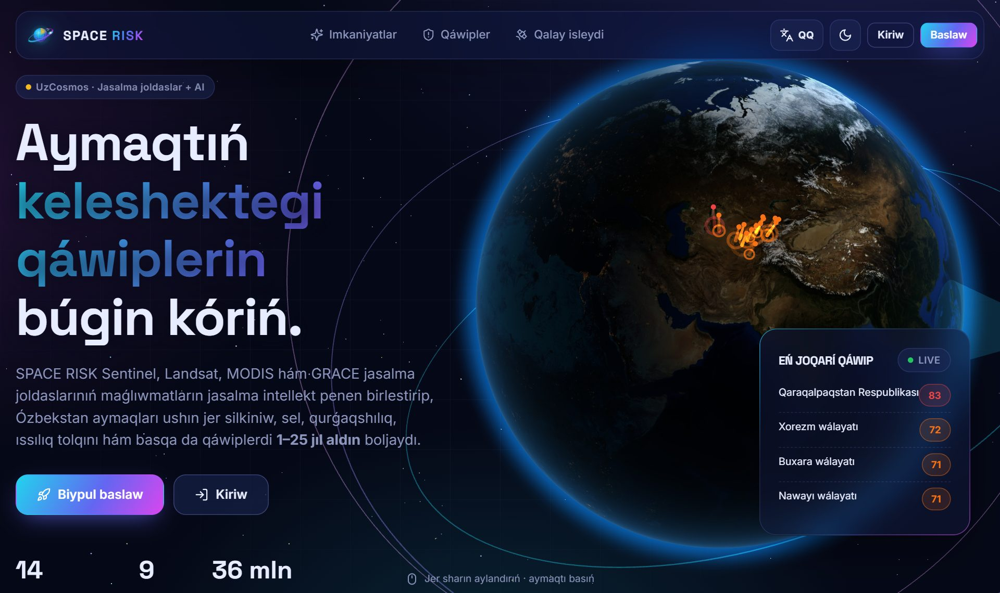 SPACE RISK
Imkaniyatlar
Qáwipler
Qalay isleydi
QQ
Kiriw
Baslaw
UzCosmos · Jasalma joldaslar + AI
Aymaqtıń
keleshektegi
qáwiplerin
búgin kóriń.
SPACE RISK Sentinel, Landsat, MODIS hám GRACE jasalma
joldaslarınıń maǵlıwmatların jasalma intellekt penen birlestirip,
Ózbekstan aymaqları ushın jer silkiniw, sel, qurǵaqshılıq,
ıssılıq tolqını hám basqa da qáwiplerdi 1–25 jıl aldın boljaydı.
Biypul baslaw
Kiriw
14
9
36 mln
EŃ JOQARÍ QÁWIP
LIVE
Qaraqalpaqstan Respublikası 83
Xorezm wálayatı 72
Buxara wálayatı 71
Nawayı wálayatı 71
Jer sharın aylandırıń · aymaqtı basıń